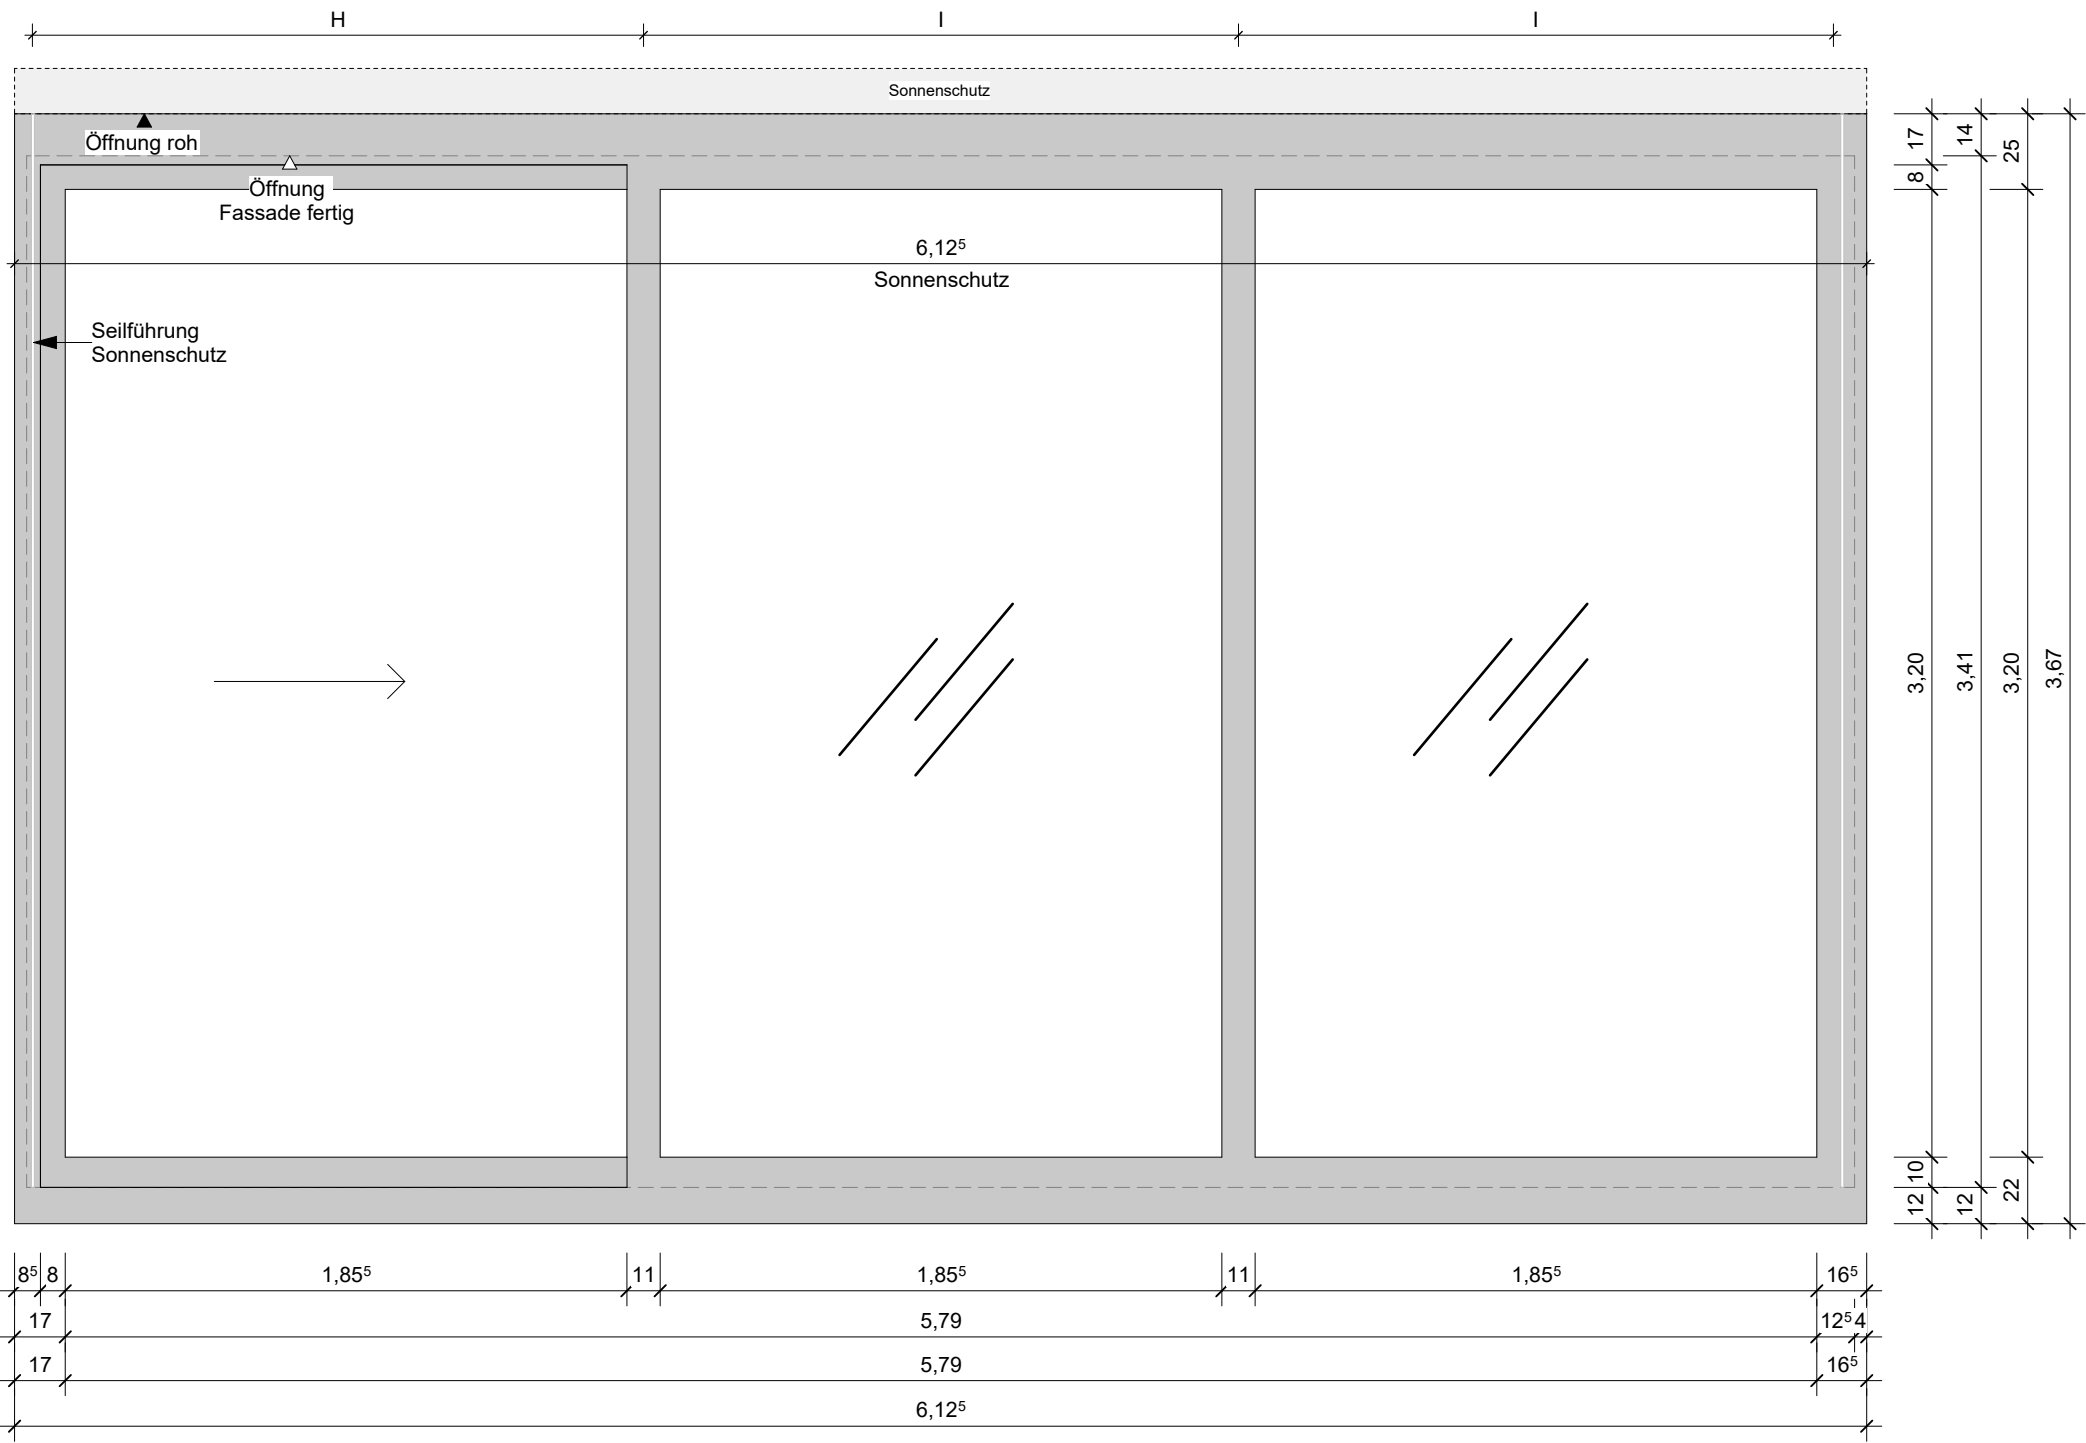 H I I
Sonnenschutz
Öffnung roh
Öffnung
Fassade fertig
6,12⁵
Sonnenschutz
Seilführung
Sonnenschutz
17 14 25
8
3,20 3,41 3,20 3,67
10 22
12 12
8⁵ 8 1,85⁵ 11 1,85⁵ 11 1,85⁵ 16⁵
17 5,79 12⁵ 4
17 5,79 16⁵
6,12⁵